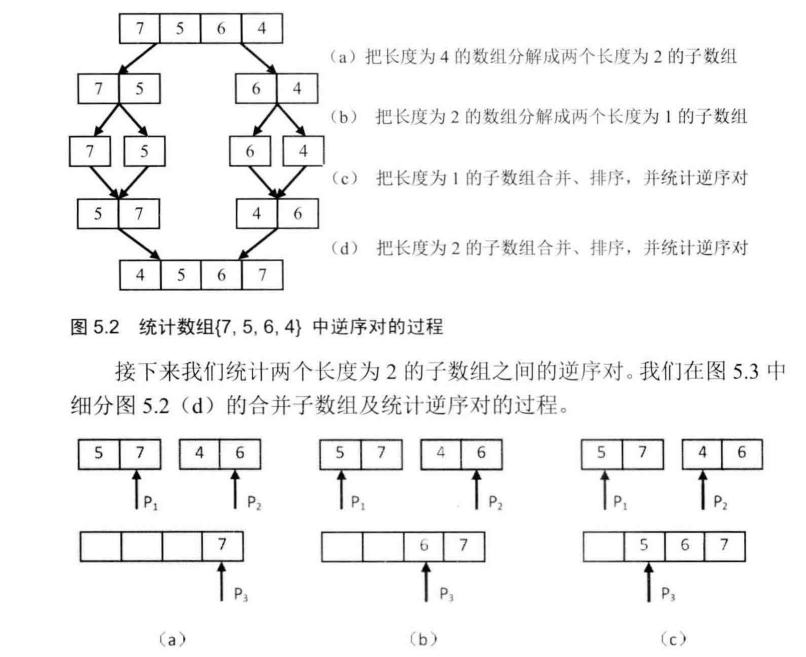 7 5 6 4
(a) 把长度为 4 的数组分解成两个长度为 2 的子数组
7 5 6 4
(b) 把长度为 2 的数组分解成两个长度为 1 的子数组
7 5 6 4
(c) 把长度为 1 的子数组合并、排序，并统计逆序对
5 7 4 6
(d) 把长度为 2 的子数组合并、排序，并统计逆序对
4 5 6 7
图 5.2 统计数组{7, 5, 6, 4} 中逆序对的过程
接下来我们统计两个长度为 2 的子数组之间的逆序对。我们在图 5.3 中
细分图 5.2（d）的合并子数组及统计逆序对的过程。
5 7 4 6 5 7 4 6 5 7 4 6
P₁ P₂ P₁ P₂ P₁ P₂
7 6 7 5 6 7
P₃ P₃ P₃
(a) (b) (c)